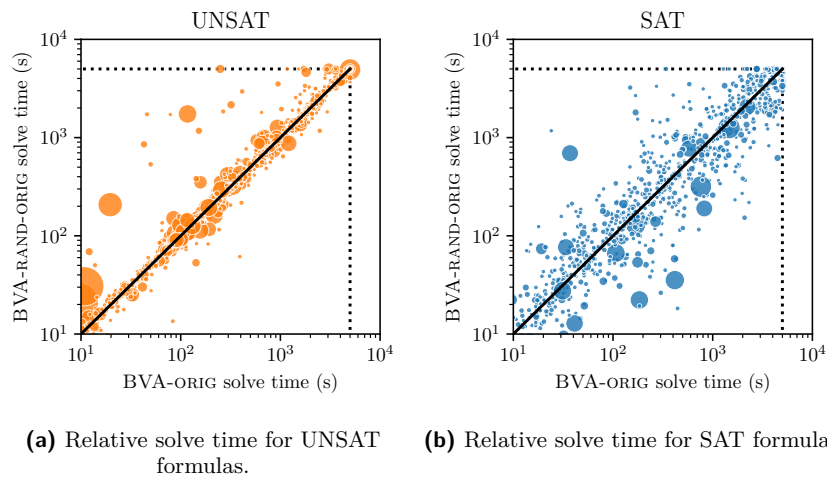 UNSAT
SAT
10^4
10^3
10^2
10^1
BVA-RAND-ORIG solve time (s)
10^1 10^2 10^3 10^4
BVA-ORIG solve time (s)
10^4
10^3
10^2
10^1
BVA-RAND-ORIG solve time (s)
10^1 10^2 10^3 10^4
BVA-ORIG solve time (s)
(a) Relative solve time for UNSAT
formulas.
(b) Relative solve time for SAT formula